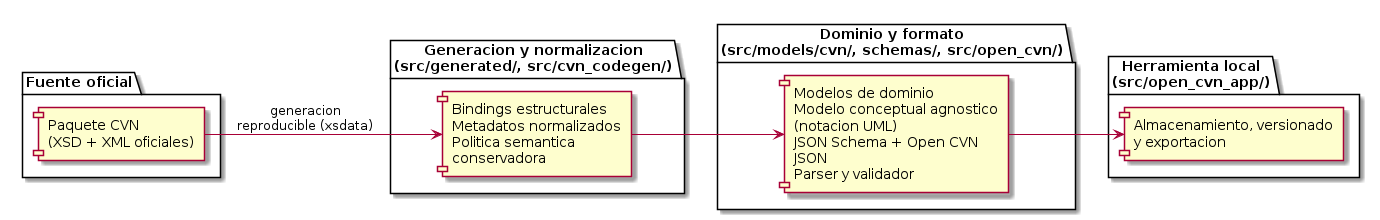 Fuente oficial
Paquete CVN
(XSD + XML oficiales)
generacion
reproducible (xsdata)
Generacion y normalizacion
(src/generated/, src/cvn_codegen/)
Bindings estructurales
Metadatos normalizados
Politica semantica
conservadora
Dominio y formato
(src/models/cvn/, schemas/, src/open_cvn/)
Modelos de dominio
Modelo conceptual agnostico
(notacion UML)
JSON Schema + Open CVN
JSON
Parser y validador
Herramienta local
(src/open_cvn_app/)
Almacenamiento, versionado
y exportacion